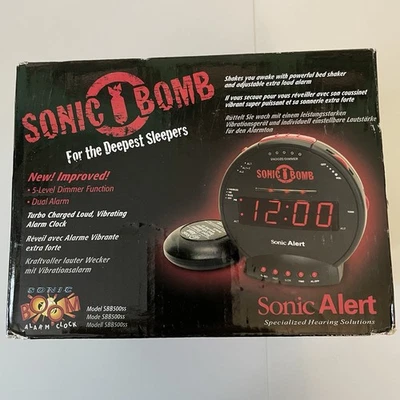 SONIC BOMB
For the Deepest Sleepers
Shakes you awake with powerful bed shaker
and adjustable extra loud alarm
Il vous secoue pour vous réveiller avec son coussinet
vibrant super puissant et sa sonnerie extra forte
Rüttelt Sie wach mit einem leistungsstarken
Vibrationsgerät und individuell einstellbare Lautstärke
für den Alarmton
New! Improved!
• 5-Level Dimmer Function
• Dual Alarm
Turbo Charged Loud, Vibrating
Alarm Clock
Réveil avec Alarme Vibrante
extra forte
Kraftvoller lauter Wecker
mit Vibrationsalarm
SONIC BOMB
12:00
Sonic Alert
SONIC
BOOM
ALARM CLOCK
Model SBB500ss
Mode SBB500ss
Modell SBB500ss
Sonic Alert
Specialized Hearing Solutions